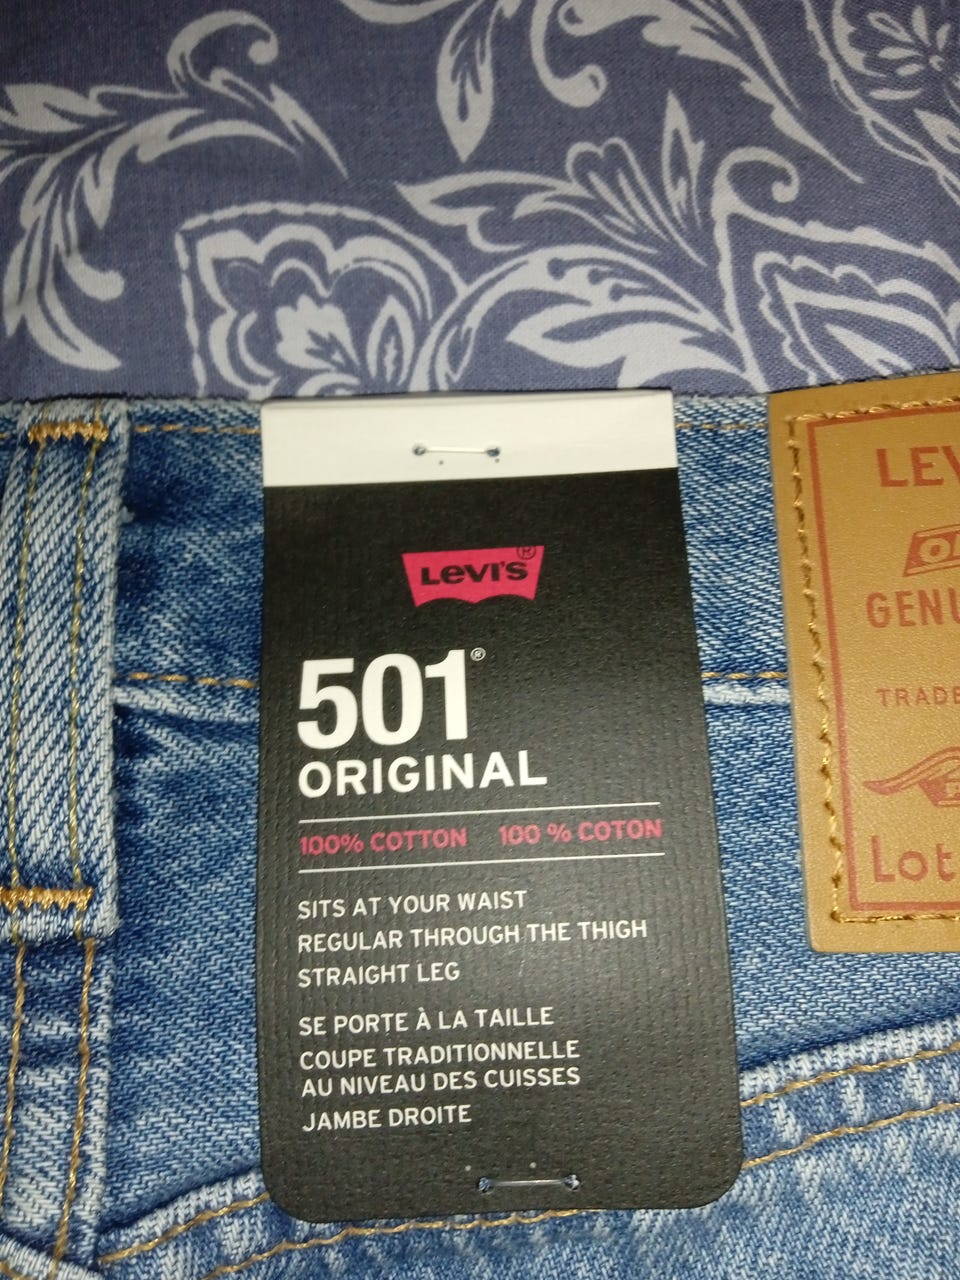 LEVI'S®
501®
ORIGINAL
100% COTTON 100 % COTON
SITS AT YOUR WAIST
REGULAR THROUGH THE THIGH
STRAIGHT LEG
SE PORTE À LA TAILLE
COUPE TRADITIONNELLE
AU NIVEAU DES CUISSES
JAMBE DROITE